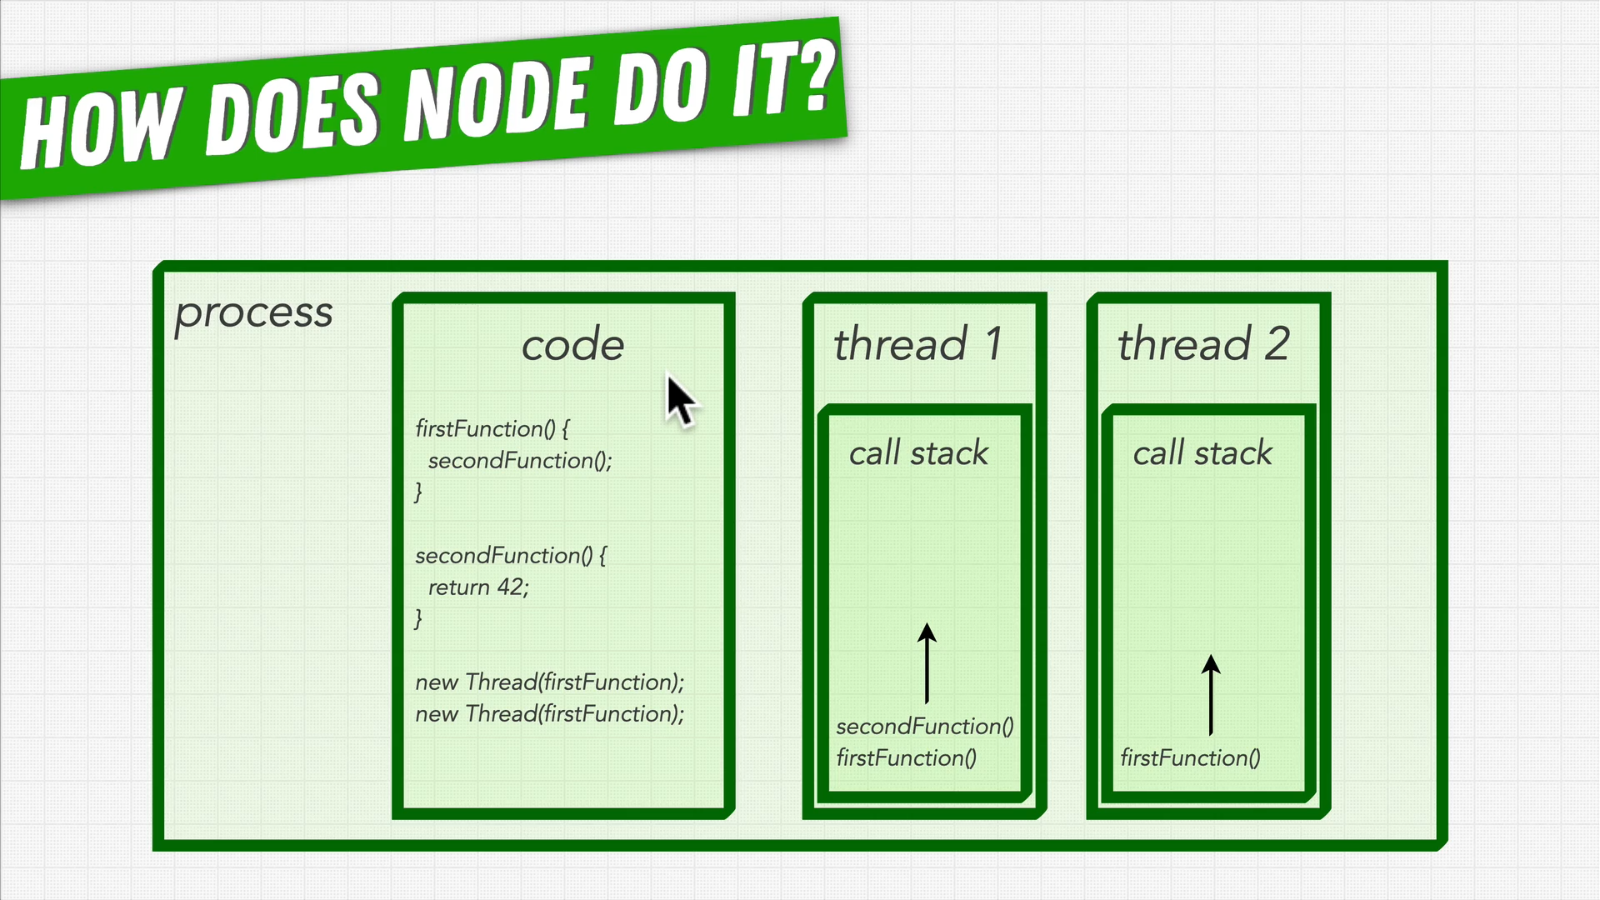 HOW DOES NODE DO IT?
process
code
firstFunction() {
  secondFunction();
}
secondFunction() {
  return 42;
}
new Thread(firstFunction);
new Thread(firstFunction);
thread 1
call stack
secondFunction()
firstFunction()
thread 2
call stack
firstFunction()